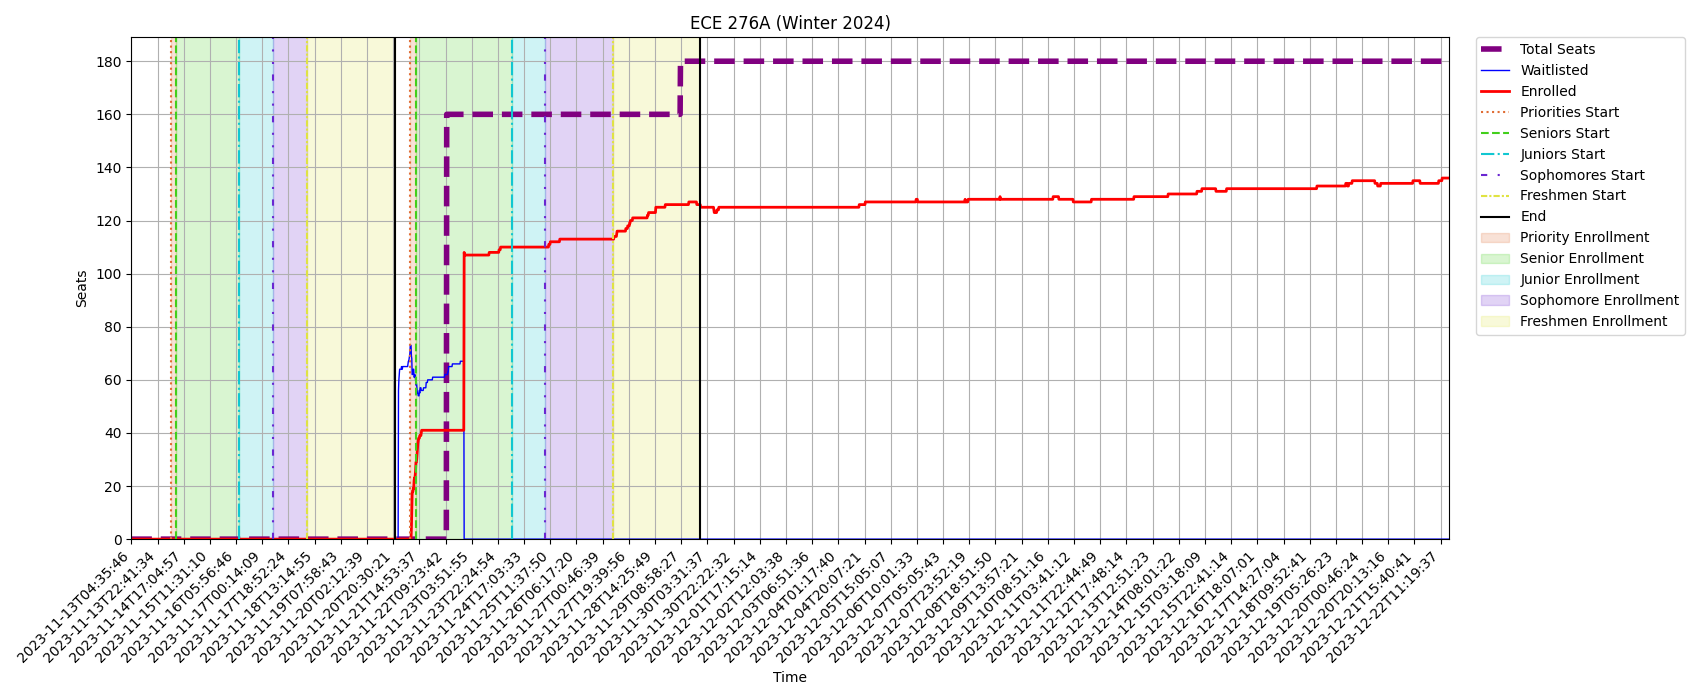 ECE 276A (Winter 2024)
Seats
180
160
140
120
100
80
60
40
20
0
2023-11-13T04:35:46
2023-11-13T22:41:34
2023-11-14T17:04:57
2023-11-15T11:31:10
2023-11-16T05:56:46
2023-11-17T00:14:09
2023-11-17T18:52:24
2023-11-18T13:14:55
2023-11-19T07:58:43
2023-11-20T02:12:39
2023-11-20T20:30:21
2023-11-21T14:53:37
2023-11-22T09:23:42
2023-11-23T03:51:55
2023-11-23T22:24:54
2023-11-24T17:03:33
2023-11-25T11:37:50
2023-11-26T06:17:20
2023-11-27T00:46:39
2023-11-27T19:39:56
2023-11-28T14:25:49
2023-11-29T08:58:27
2023-11-30T03:31:37
2023-11-30T22:22:32
2023-12-01T17:15:14
2023-12-02T12:03:38
2023-12-03T06:51:36
2023-12-04T01:17:40
2023-12-04T20:07:21
2023-12-05T15:05:07
2023-12-06T10:01:33
2023-12-07T05:05:43
2023-12-07T23:52:19
2023-12-08T18:51:50
2023-12-09T13:57:21
2023-12-10T08:51:16
2023-12-11T03:41:12
2023-12-11T22:44:49
2023-12-12T17:48:14
2023-12-13T12:51:23
2023-12-14T08:01:22
2023-12-15T03:18:09
2023-12-15T22:41:14
2023-12-16T18:07:01
2023-12-17T14:27:04
2023-12-18T09:52:41
2023-12-19T05:26:23
2023-12-20T00:46:24
2023-12-20T20:13:16
2023-12-21T15:40:41
2023-12-22T11:19:37
Time
Total Seats
Waitlisted
Enrolled
Priorities Start
Seniors Start
Juniors Start
Sophomores Start
Freshmen Start
End
Priority Enrollment
Senior Enrollment
Junior Enrollment
Sophomore Enrollment
Freshmen Enrollment